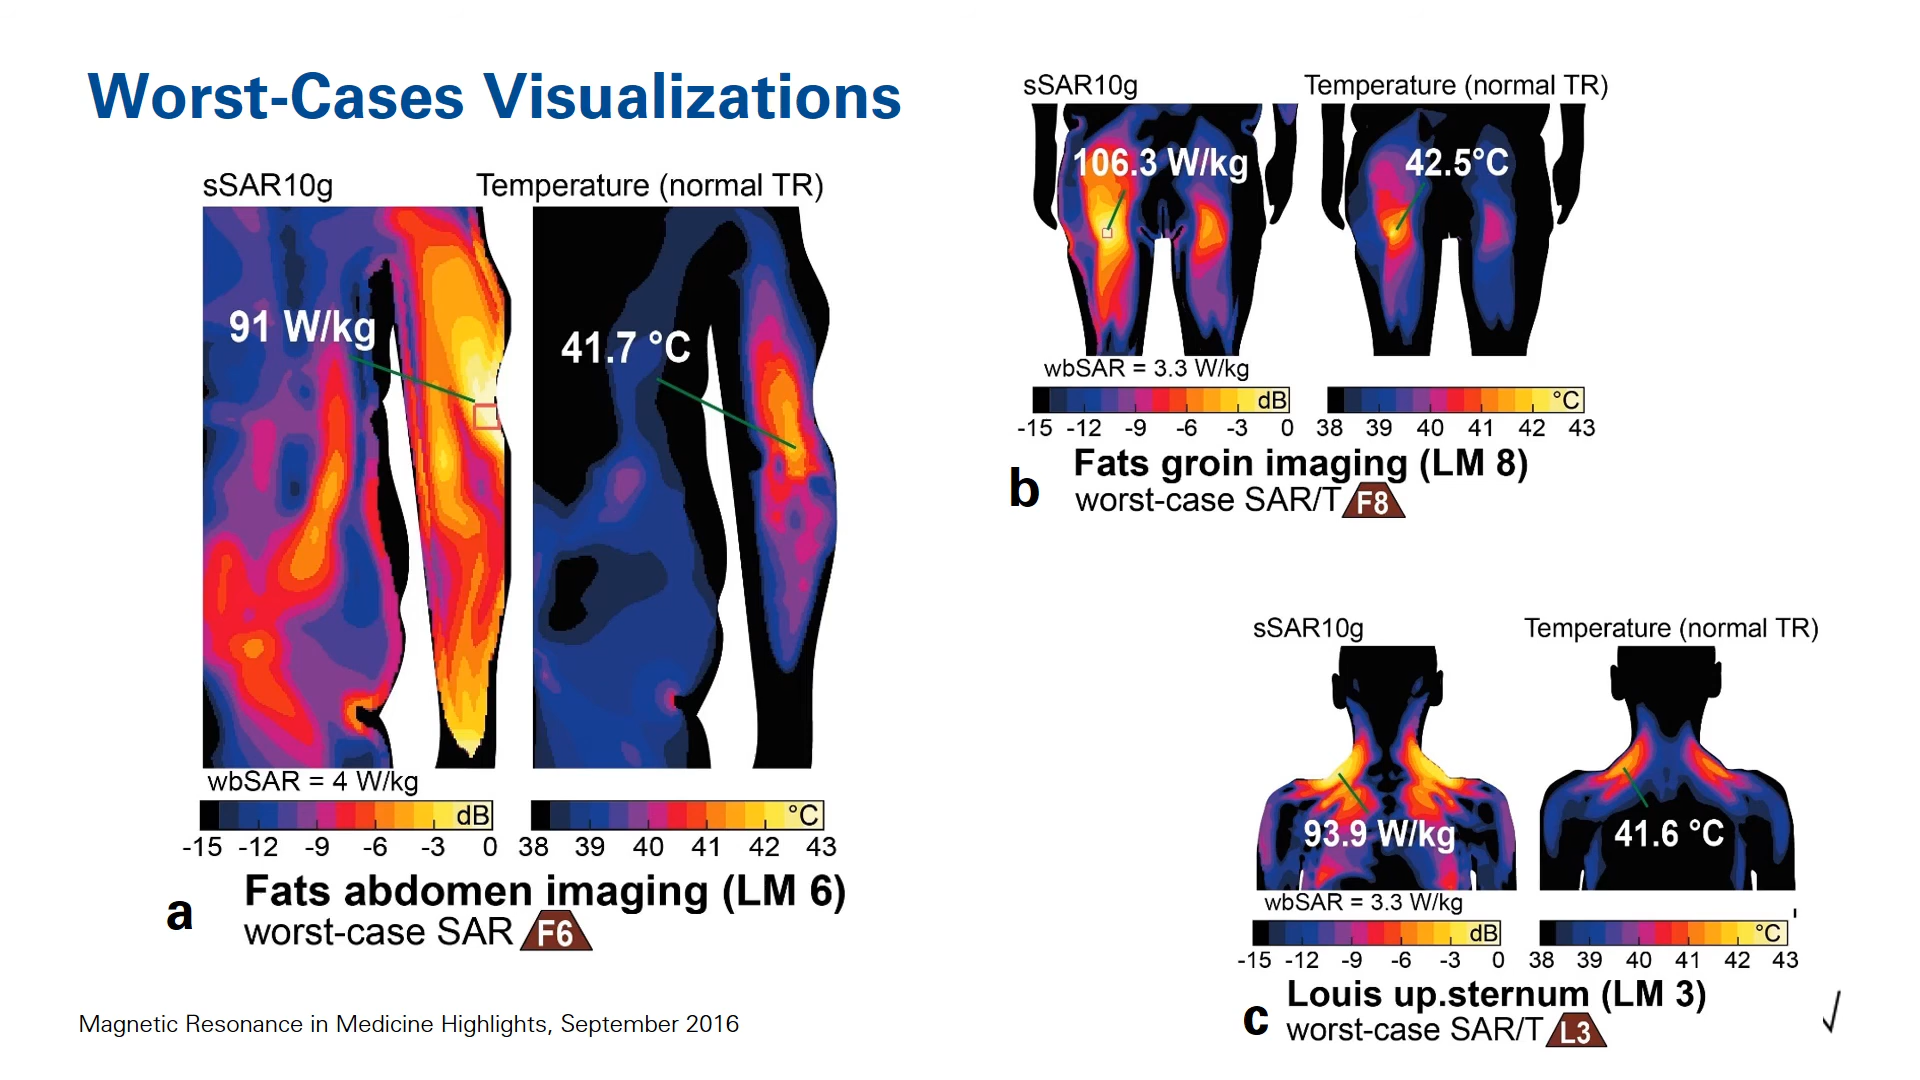 Worst-Cases Visualizations
sSAR10g
Temperature (normal TR)
91 W/kg
41.7 °C
wbSAR = 4 W/kg
dB
°C
-15 -12 -9 -6 -3 0
38 39 40 41 42 43
a
Fats abdomen imaging (LM 6)
worst-case SAR F6
sSAR10g
Temperature (normal TR)
106.3 W/kg
42.5°C
wbSAR = 3.3 W/kg
dB
°C
-15 -12 -9 -6 -3 0
38 39 40 41 42 43
b
Fats groin imaging (LM 8)
worst-case SAR/T F8
sSAR10g
Temperature (normal TR)
93.9 W/kg
41.6 °C
wbSAR = 3.3 W/kg
dB
°C
-15 -12 -9 -6 -3 0
38 39 40 41 42 43
c
Louis up.sternum (LM 3)
worst-case SAR/T L3
Magnetic Resonance in Medicine Highlights, September 2016